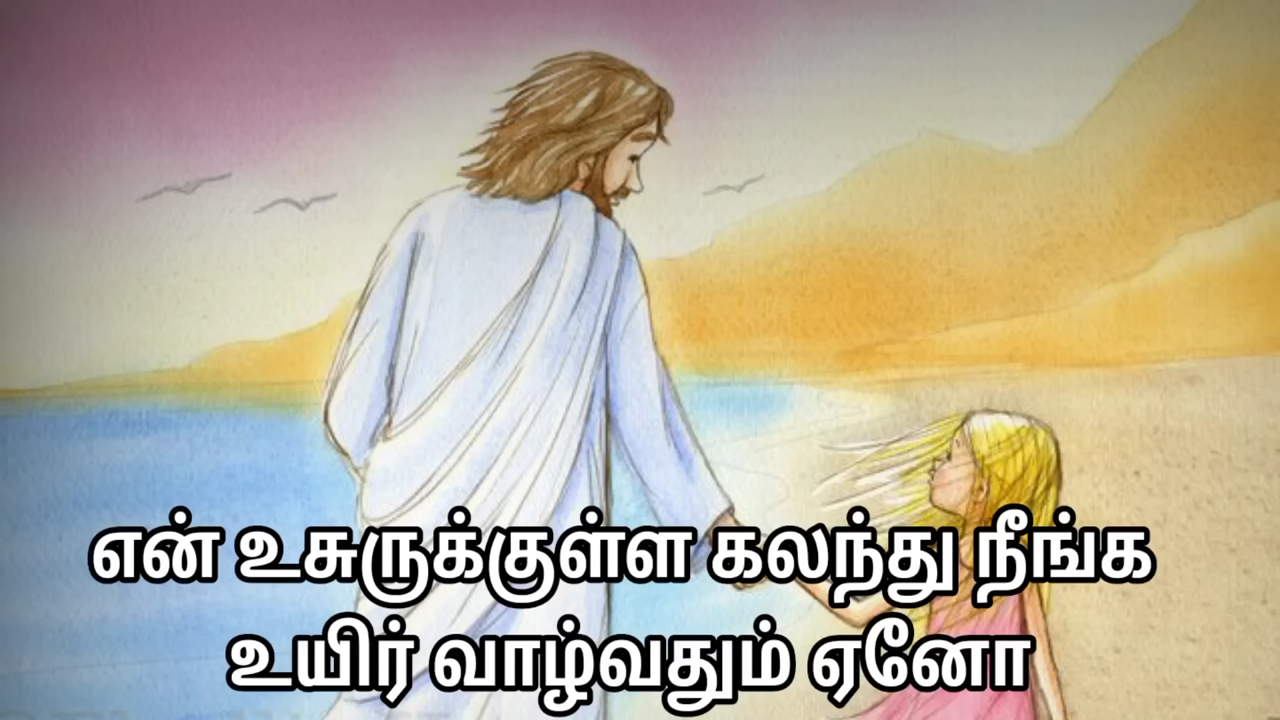 என் உசுருக்குள்ள கலந்து நீங்க
உயிர் வாழ்வதும் ஏனோ